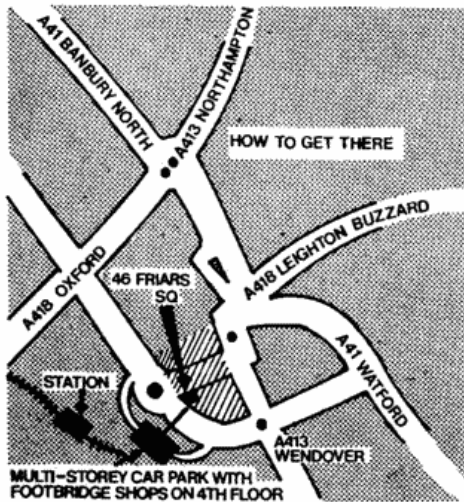 A41 BANBURY NORTH
A413 NORTHAMPTON
HOW TO GET THERE
A418 OXFORD
46 FRIARS
SQ
A418 LEIGHTON BUZZARD
A41 WATFORD
STATION
A413
WENDOVER
MULTI-STOREY CAR PARK WITH
FOOTBRIDGE SHOPS ON 4TH FLOOR